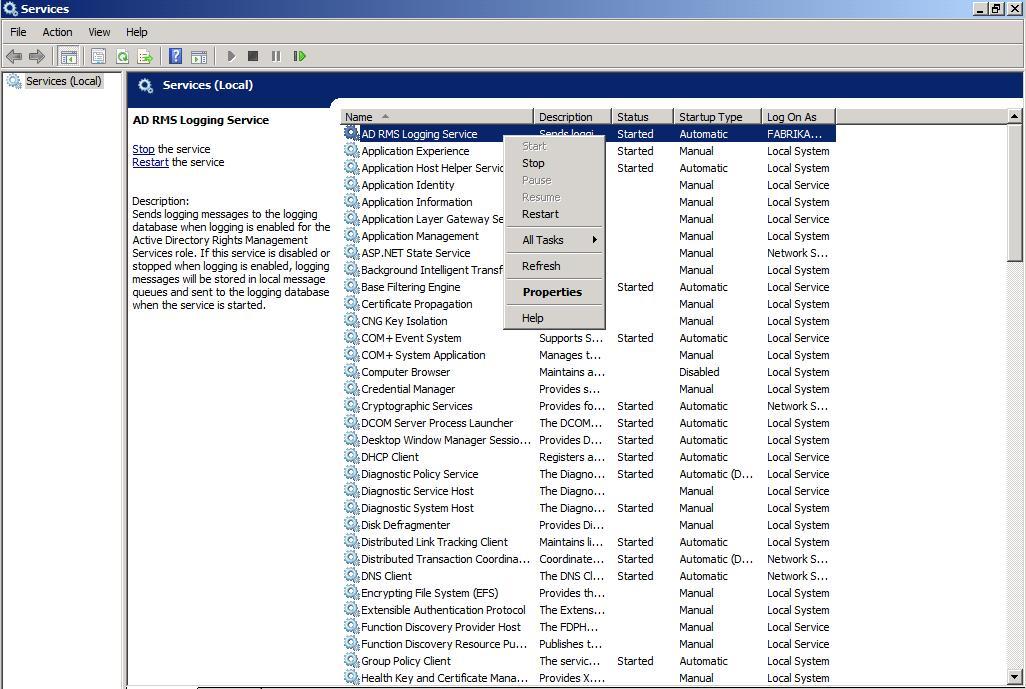 Services
File Action View Help
Services (Local)
Services (Local)
AD RMS Logging Service
Stop the service
Restart the service
Description:
Sends logging messages to the logging
database when logging is enabled for the
Active Directory Rights Management
Services role. If this service is disabled or
stopped when logging is enabled, logging
messages will be stored in local message
queues and sent to the logging database
when the service is started.
Name Description Status Startup Type Log On As
AD RMS Logging Service Sends loggi... Started Automatic FABRIKA...
Application Experience Started Manual Local System
Application Host Helper Servic Started Automatic Local System
Application Identity Manual Local Service
Application Information Manual Local System
Application Layer Gateway Se Manual Local Service
Application Management Manual Local System
ASP.NET State Service Manual Network S...
Background Intelligent Transf Manual Local System
Base Filtering Engine Started Automatic Local Service
Certificate Propagation Manual Local System
CNG Key Isolation Manual Local System
COM+ Event System Supports S... Started Automatic Local Service
COM+ System Application Manages t... Manual Local System
Computer Browser Maintains a... Disabled Local System
Credential Manager Provides s... Manual Local System
Cryptographic Services Provides fo... Started Automatic Network S...
DCOM Server Process Launcher The DCOM... Started Automatic Local System
Desktop Window Manager Sessio... Provides D... Started Automatic Local System
DHCP Client Registers a... Started Automatic Local Service
Diagnostic Policy Service The Diagno... Started Automatic (D... Local Service
Diagnostic Service Host The Diagno... Manual Local Service
Diagnostic System Host The Diagno... Started Manual Local System
Disk Defragmenter Provides Di... Manual Local System
Distributed Link Tracking Client Maintains li... Started Automatic Local System
Distributed Transaction Coordina... Coordinate... Started Automatic (D... Network S...
DNS Client The DNS Cl... Started Automatic Network S...
Encrypting File System (EFS) Provides th... Manual Local System
Extensible Authentication Protocol The Extens... Manual Local System
Function Discovery Provider Host The FDPH... Manual Local Service
Function Discovery Resource Pu... Publishes t... Manual Local Service
Group Policy Client The servic... Started Automatic Local System
Health Key and Certificate Mana... Provides X.... Manual Local System
Start
Stop
Pause
Resume
Restart
All Tasks
Refresh
Properties
Help